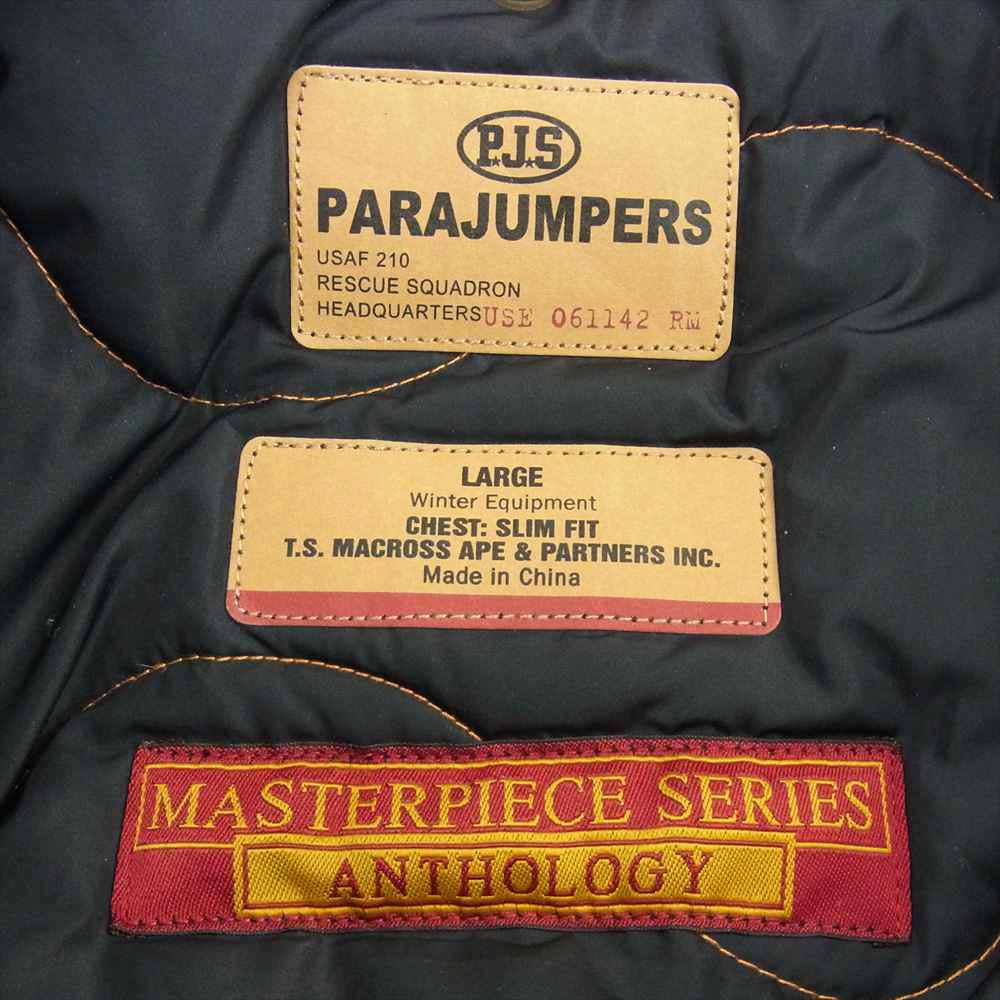 P.J.S
PARAJUMPERS
USAF 210
RESCUE SQUADRON
HEADQUARTERS USE 061142 RM
LARGE
Winter Equipment
CHEST: SLIM FIT
T.S. MACROSS APE & PARTNERS INC.
Made in China
MASTERPIECE SERIES
ANTHOLOGY